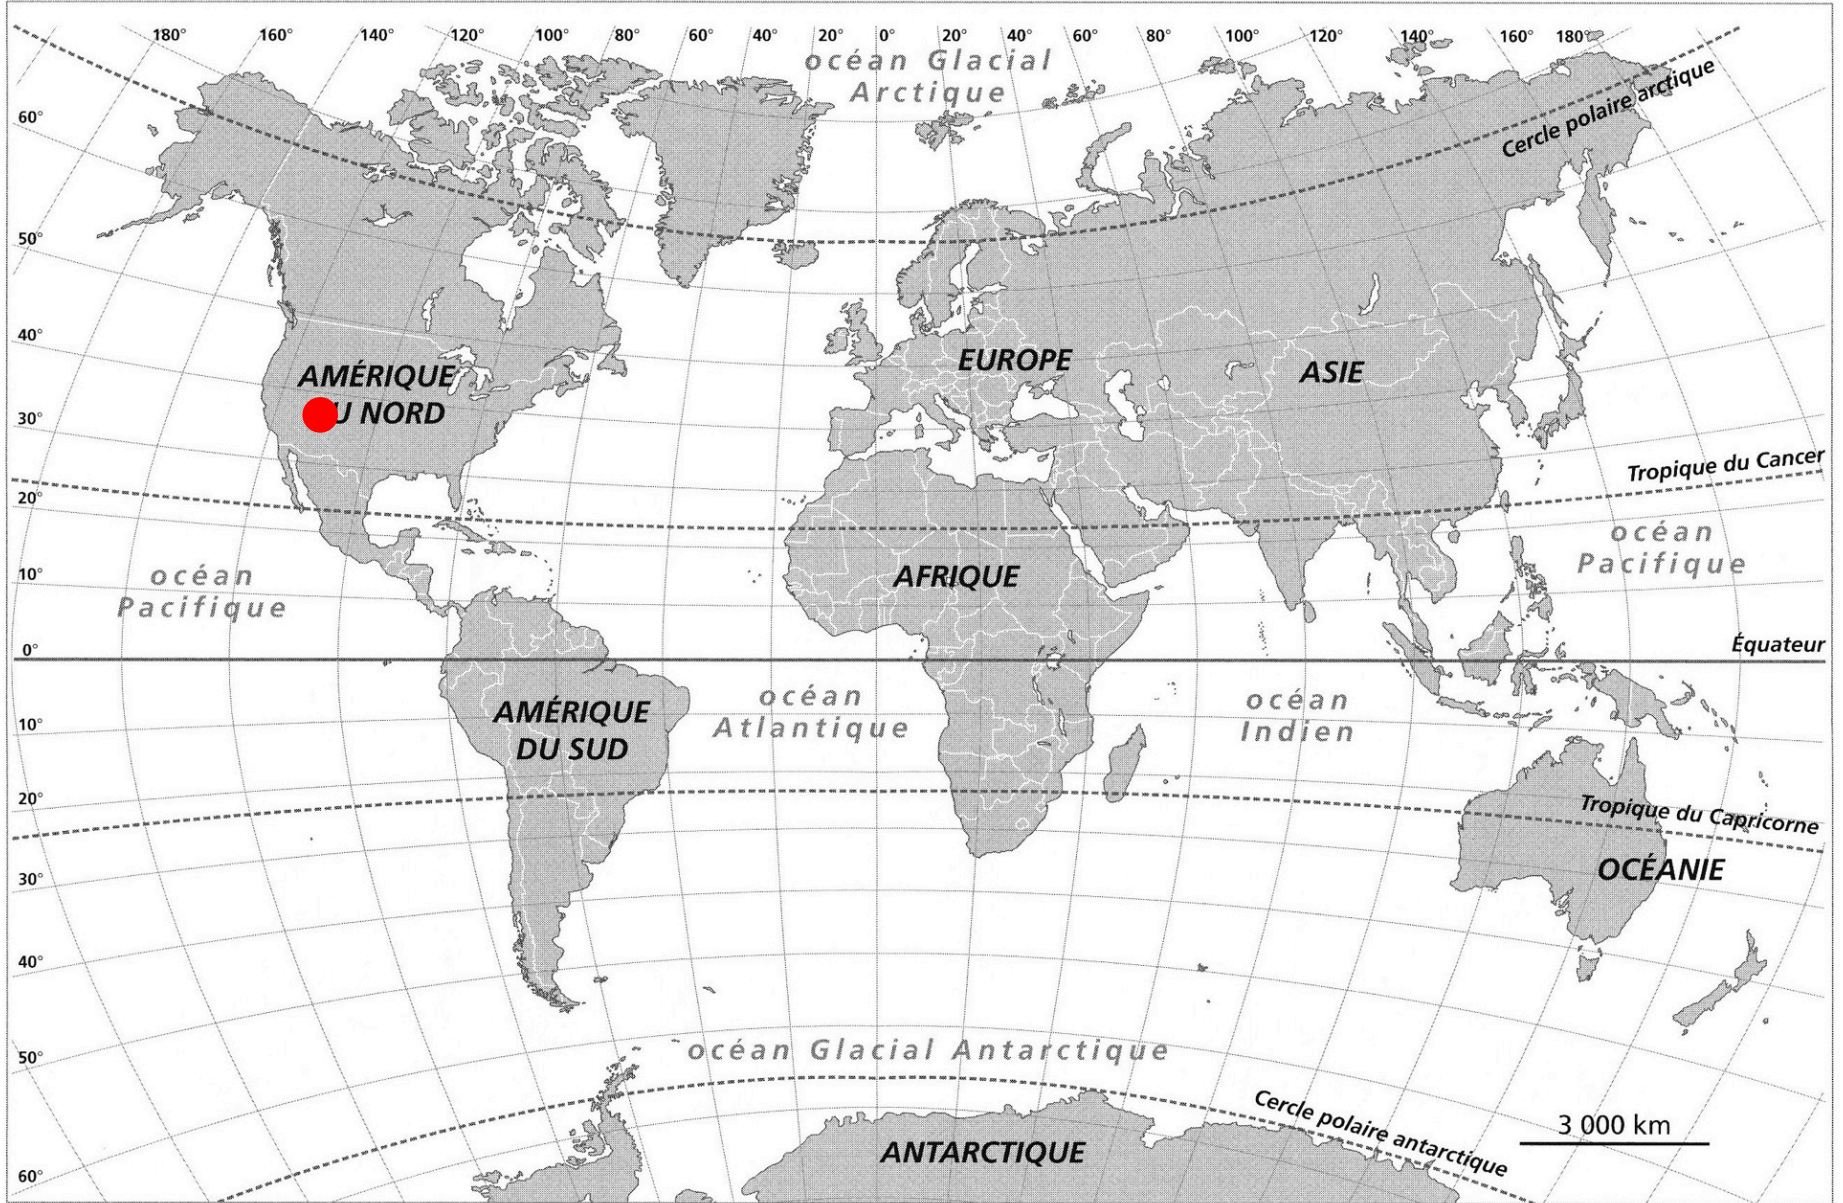 180° 160° 140° 120° 100° 80° 60° 40° 20° 0° 20° 40° 60° 80° 100° 120° 140° 160° 180°
océan Glacial
Arctique
Cercle polaire arctique
60°
50°
40°
30°
20°
10°
0°
10°
20°
30°
40°
50°
60°
AMÉRIQUE
U NORD
EUROPE
ASIE
Tropique du Cancer
océan
Pacifique
océan
Pacifique
AFRIQUE
Équateur
AMÉRIQUE
DU SUD
océan
Atlantique
océan
Indien
Tropique du Capricorne
OCÉANIE
océan Glacial Antarctique
Cercle polaire antarctique
3 000 km
ANTARCTIQUE